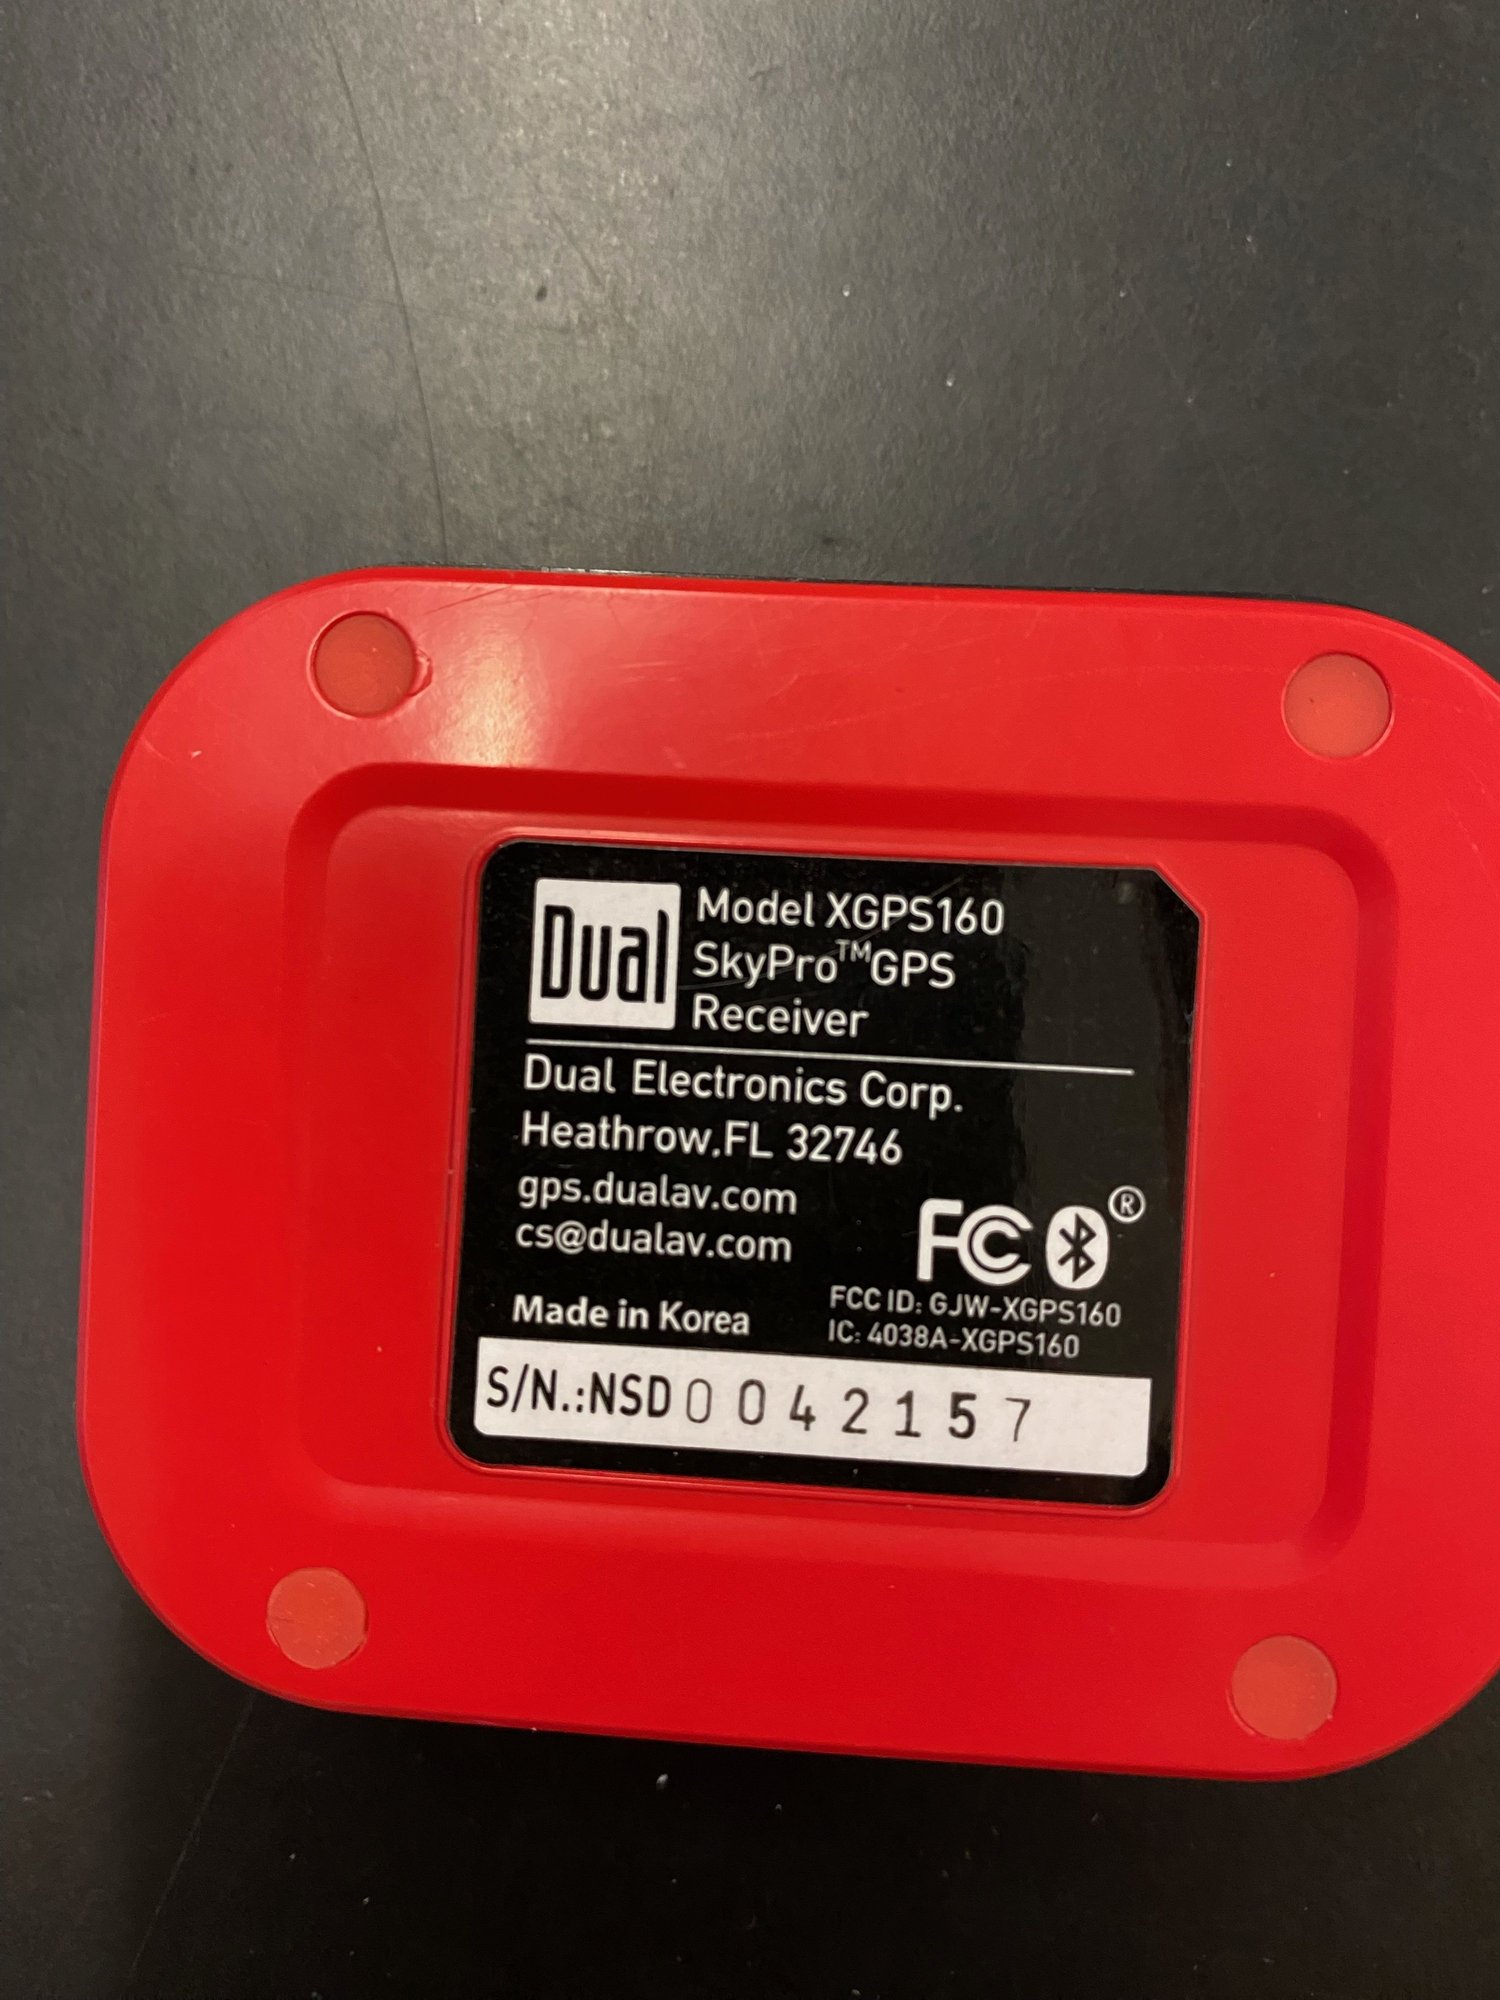 Dual
Model XGPS160
SkyPro™GPS
Receiver
Dual Electronics Corp.
Heathrow.FL 32746
gps.dualav.com
cs@dualav.com
FC ®
Made in Korea
FCC ID: GJW-XGPS160
IC: 4038A-XGPS160
S/N.:NSD0042157